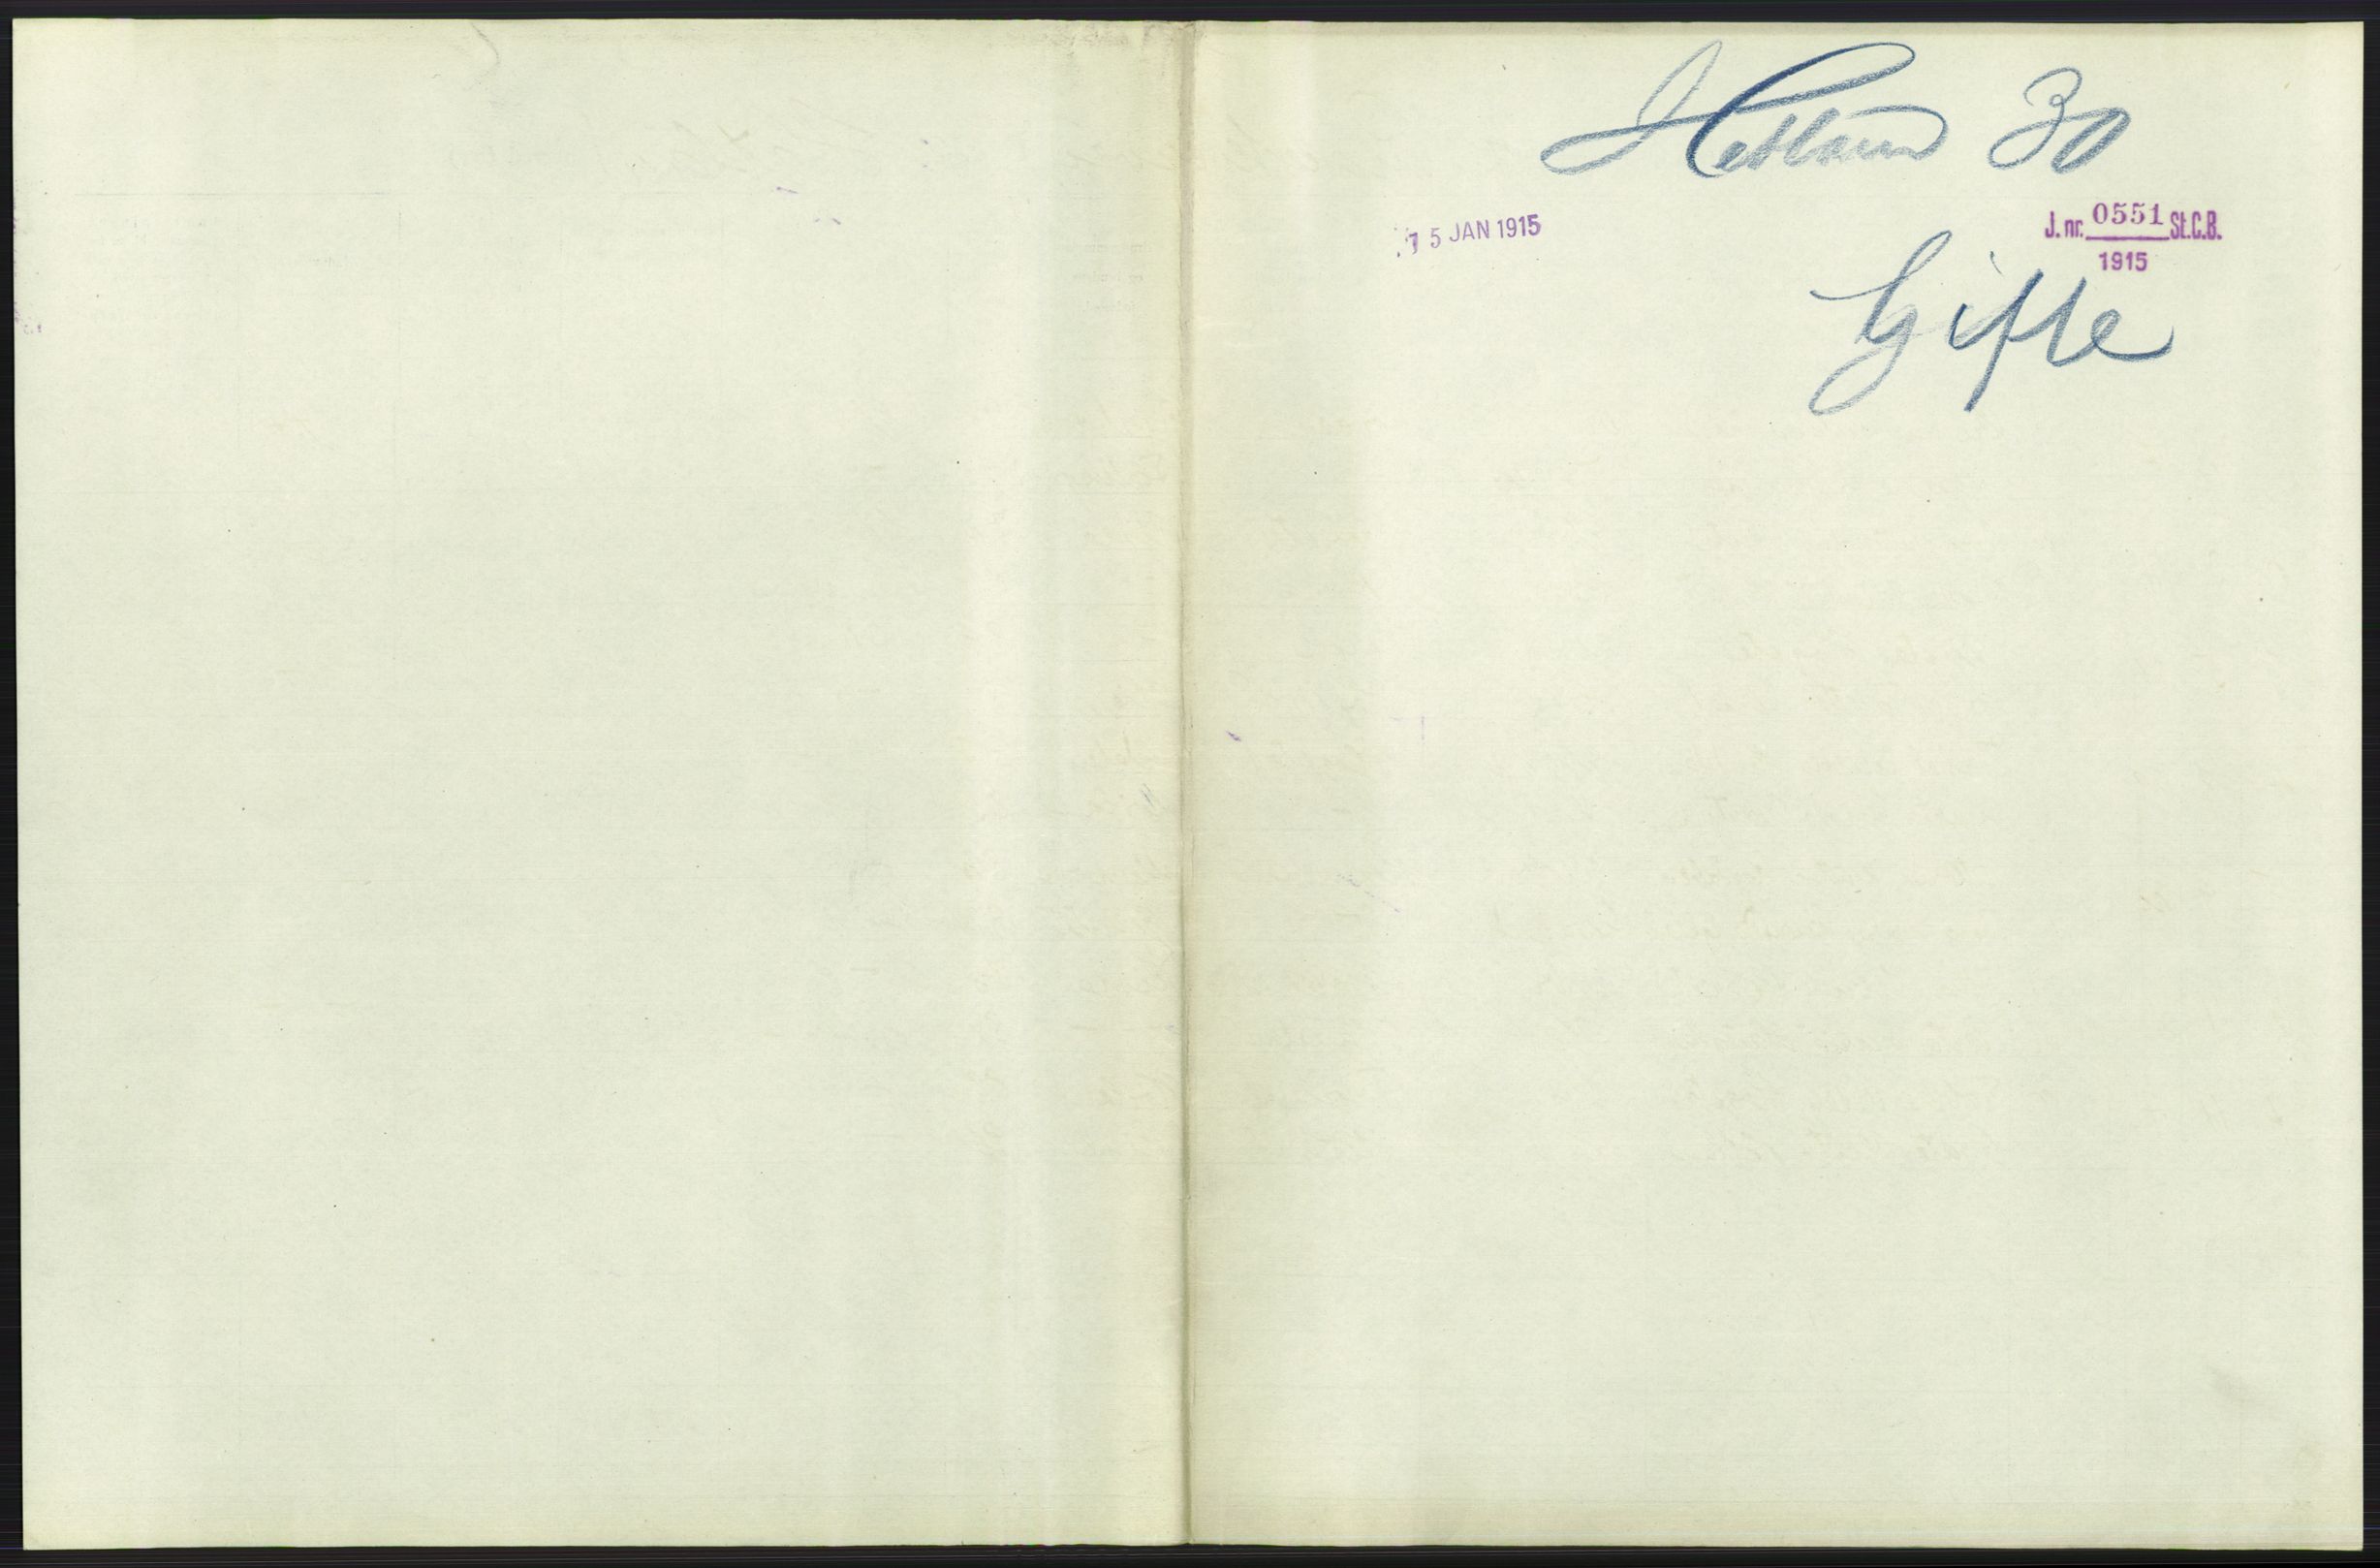 Hetland 30
15 JAN 1915
J. nr. 0551 St.C.B.
1915
Gifte